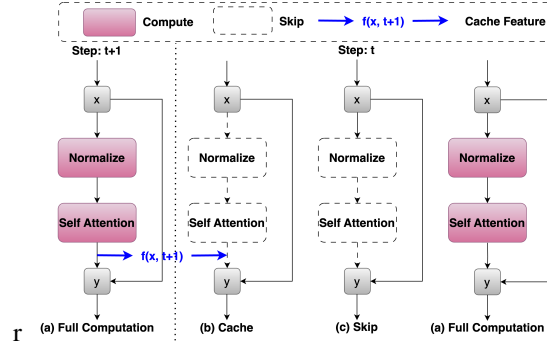 Compute Skip f(x, t+1) Cache Feature
Step: t+1 Step: t
x x x x
Normalize Normalize Normalize Normalize
Self Attention Self Attention Self Attention Self Attention
f(x, t+1)
y y y y
r (a) Full Computation (b) Cache (c) Skip (a) Full Computation